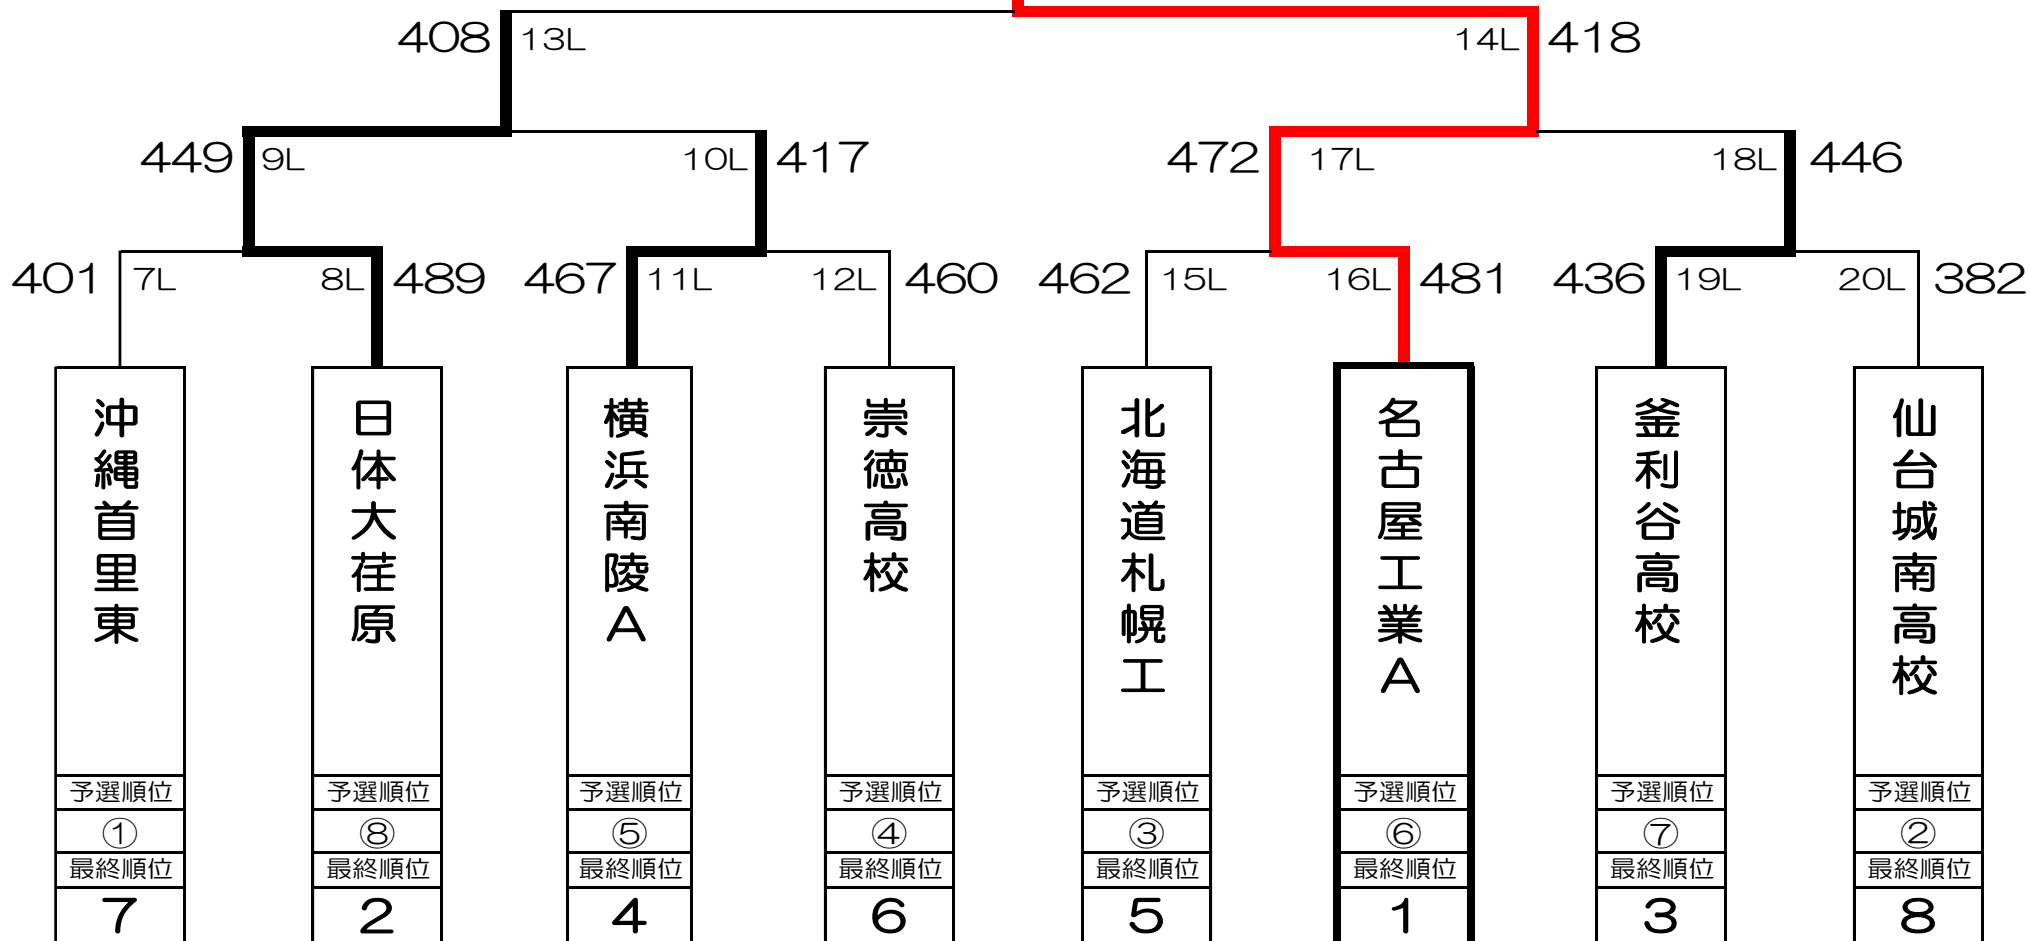 408 13L 14L 418
449 9L 10L 417 472 17L 18L 446
401 7L 8L 489 467 11L 12L 460 462 15L 16L 481 436 19L 20L 382
沖縄首里東
日体大荏原
横浜南陵A
崇徳高校
北海道札幌工
名古屋工業A
釜利谷高校
仙台城南高校
予選順位 予選順位 予選順位 予選順位 予選順位 予選順位 予選順位 予選順位
① ⑧ ⑤ ④ ③ ⑥ ⑦ ②
最終順位 最終順位 最終順位 最終順位 最終順位 最終順位 最終順位 最終順位
7 2 4 6 5 1 3 8